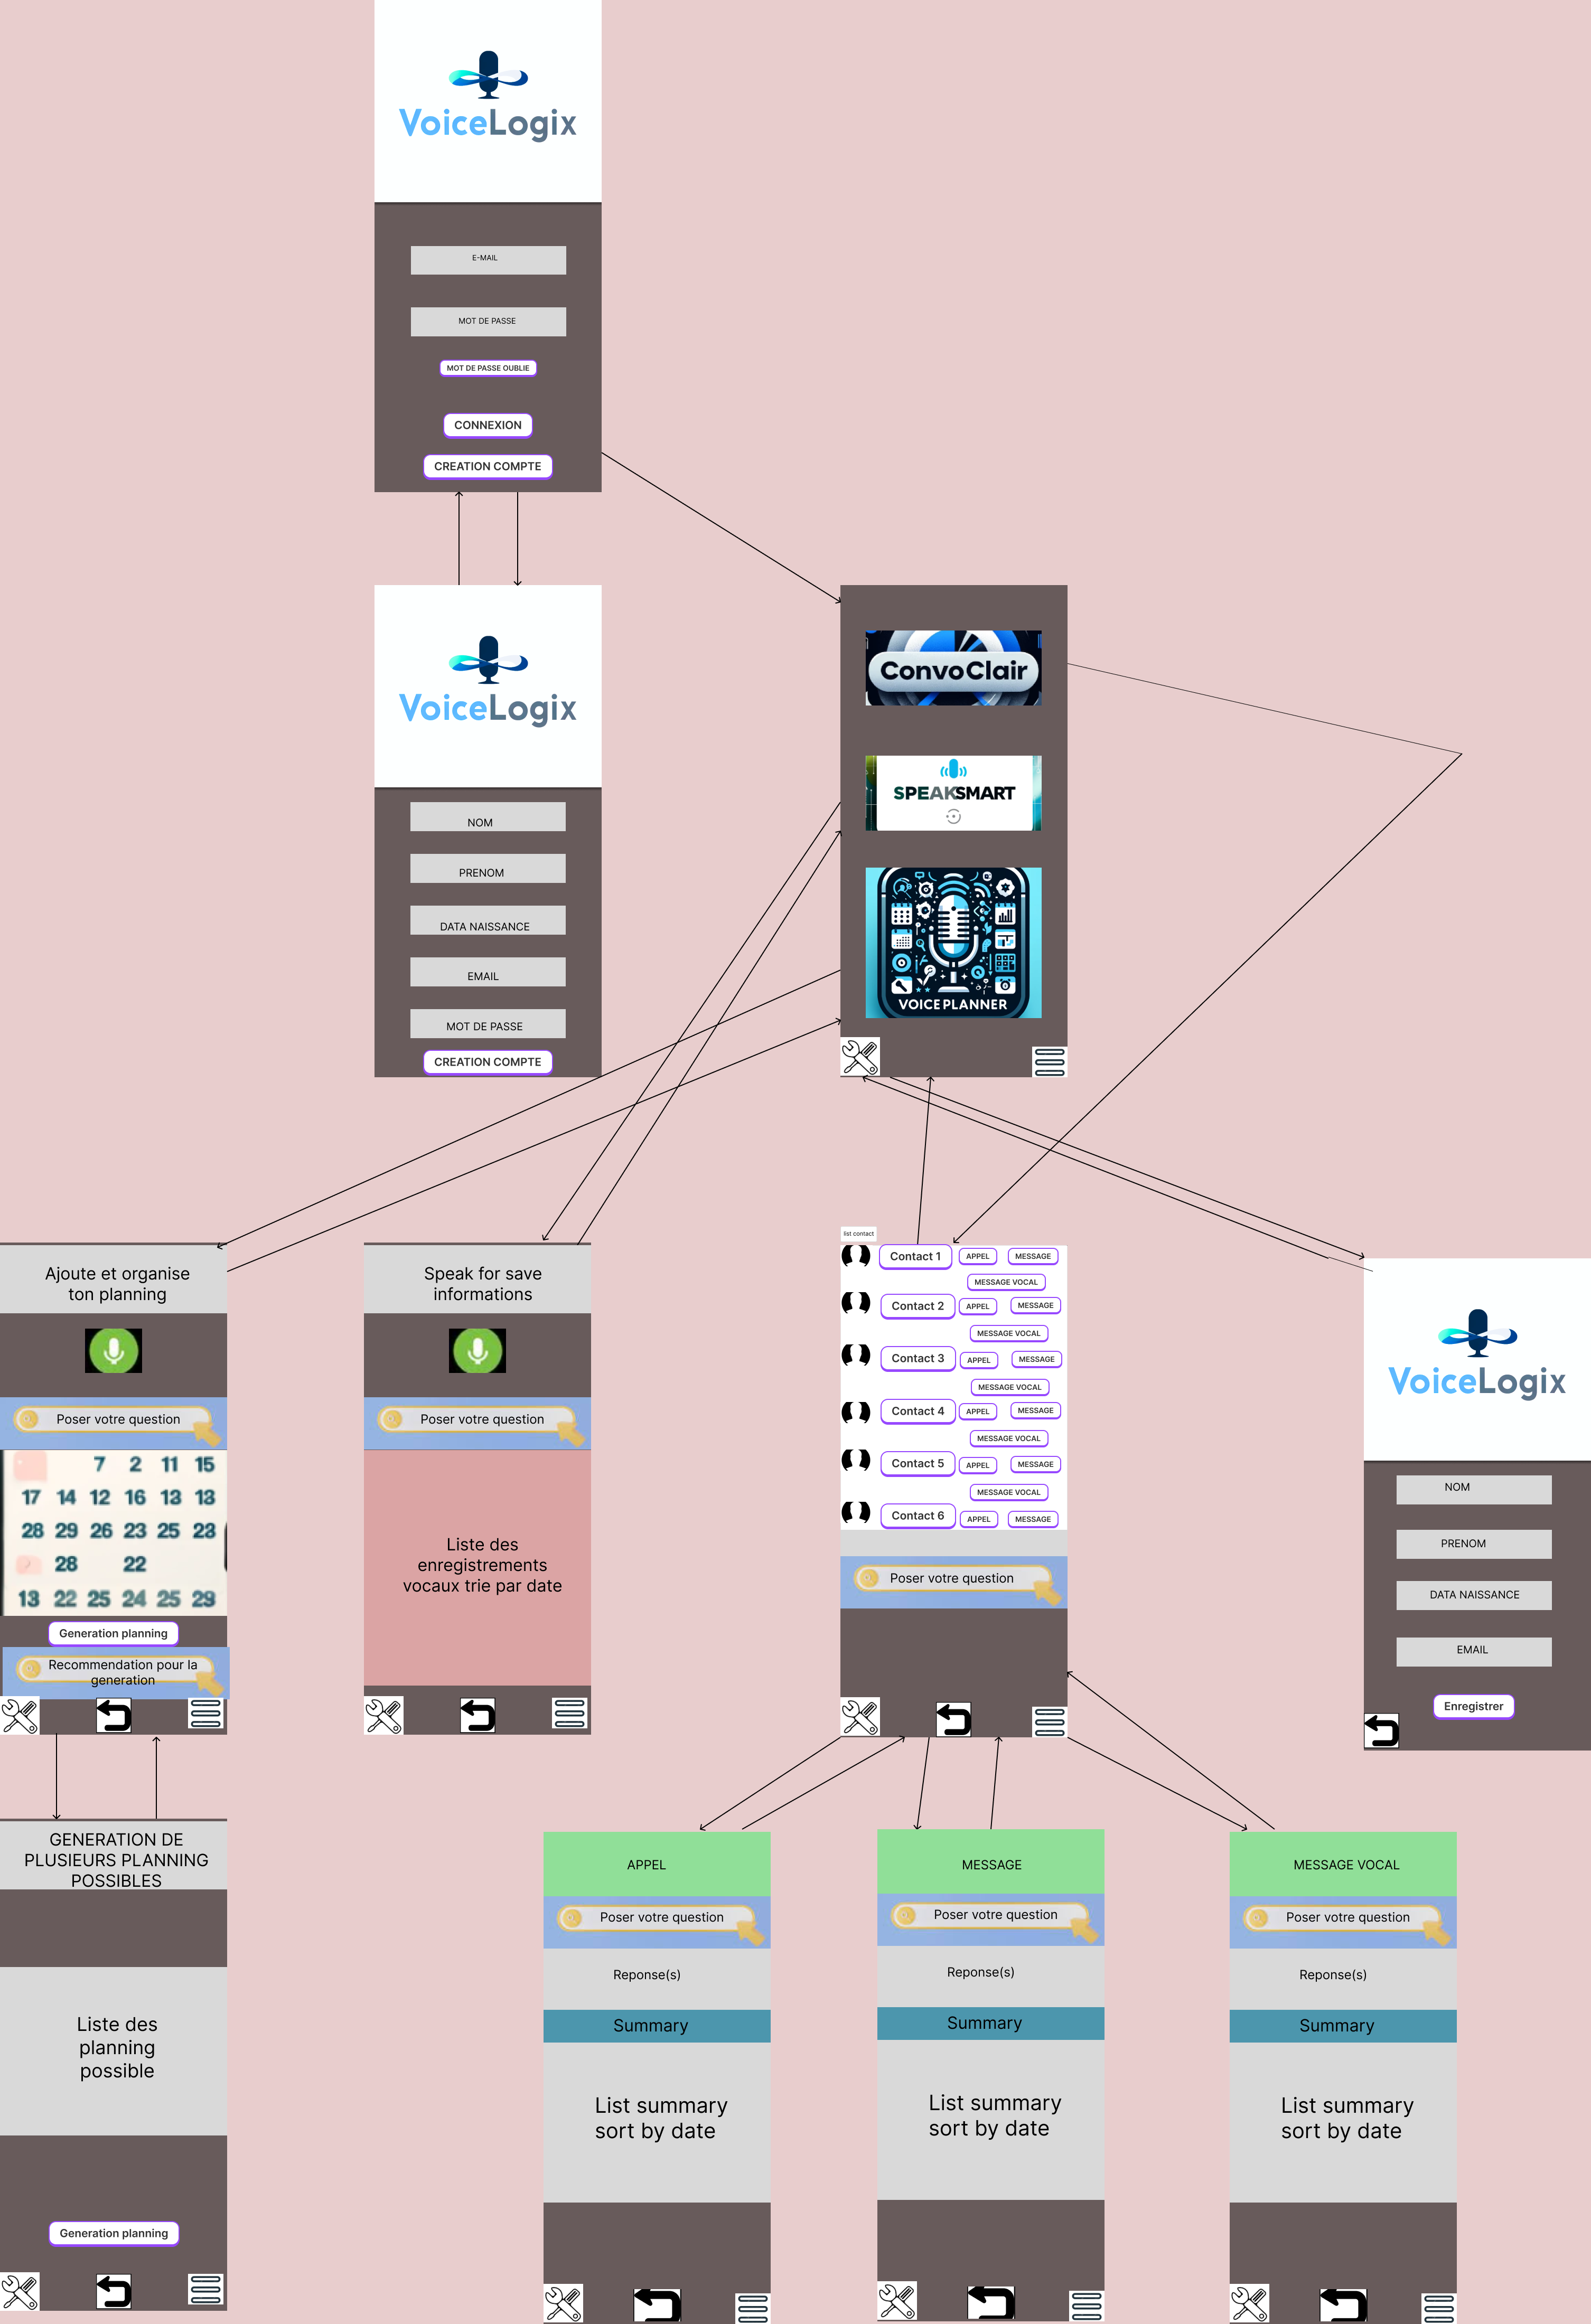 VoiceLogix
E-MAIL
MOT DE PASSE
MOT DE PASSE OUBLIE
CONNEXION
CREATION COMPTE
VoiceLogix
NOM
PRENOM
DATA NAISSANCE
EMAIL
MOT DE PASSE
CREATION COMPTE
ConvoClair
SPEAKSMART
VOICE PLANNER
Ajoute et organise
ton planning
Poser votre question
7 2 11 15
17 14 12 16 13 13
28 29 26 23 25 23
28 22
13 22 25 24 25 29
Generation planning
Recommendation pour la
generation
Speak for save
informations
Poser votre question
Liste des
enregistrements
vocaux trie par date
list contact
Contact 1 APPEL MESSAGE
MESSAGE VOCAL
Contact 2 APPEL MESSAGE
MESSAGE VOCAL
Contact 3 APPEL MESSAGE
MESSAGE VOCAL
Contact 4 APPEL MESSAGE
MESSAGE VOCAL
Contact 5 APPEL MESSAGE
MESSAGE VOCAL
Contact 6 APPEL MESSAGE
Poser votre question
VoiceLogix
NOM
PRENOM
DATA NAISSANCE
EMAIL
Enregistrer
GENERATION DE
PLUSIEURS PLANNING
POSSIBLES
Liste des
planning
possible
Generation planning
APPEL
Poser votre question
Reponse(s)
Summary
List summary
sort by date
MESSAGE
Poser votre question
Reponse(s)
Summary
List summary
sort by date
MESSAGE VOCAL
Poser votre question
Reponse(s)
Summary
List summary
sort by date